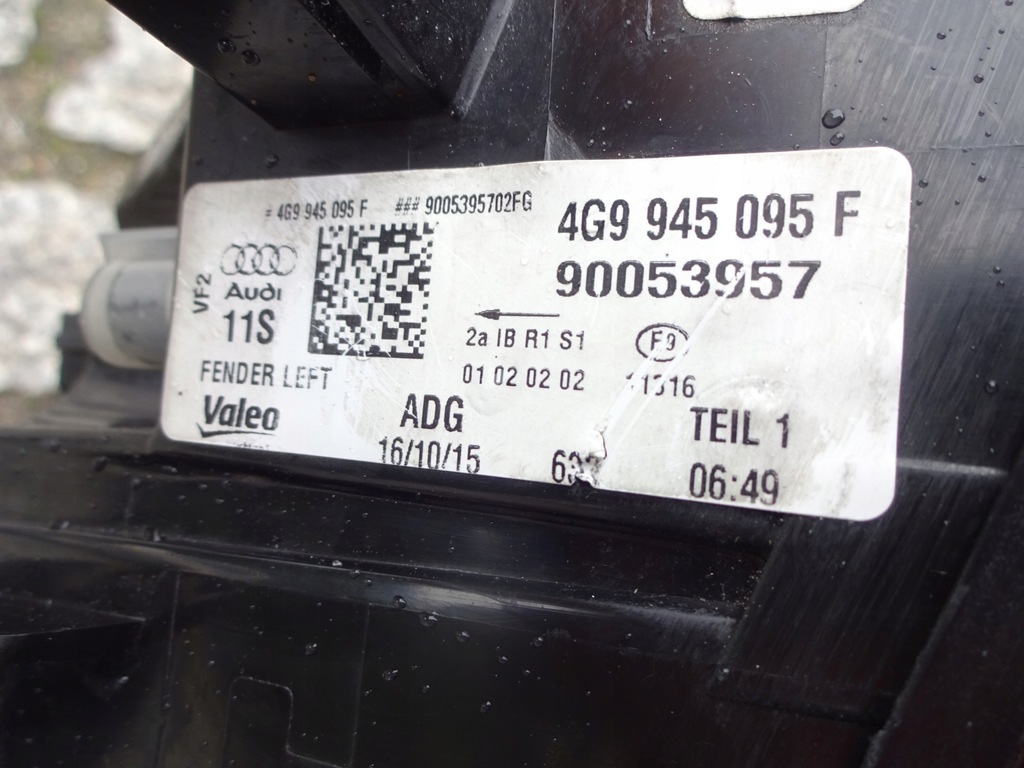 # 4G9 945 095 F ### 9005395702FG
4G9 945 095 F
90053957
VF2
Audi
11S
2a IB R1 S1
01 02 02 02
11316
FENDER LEFT
Valeo
ADG
TEIL 1
16/10/15
06:49